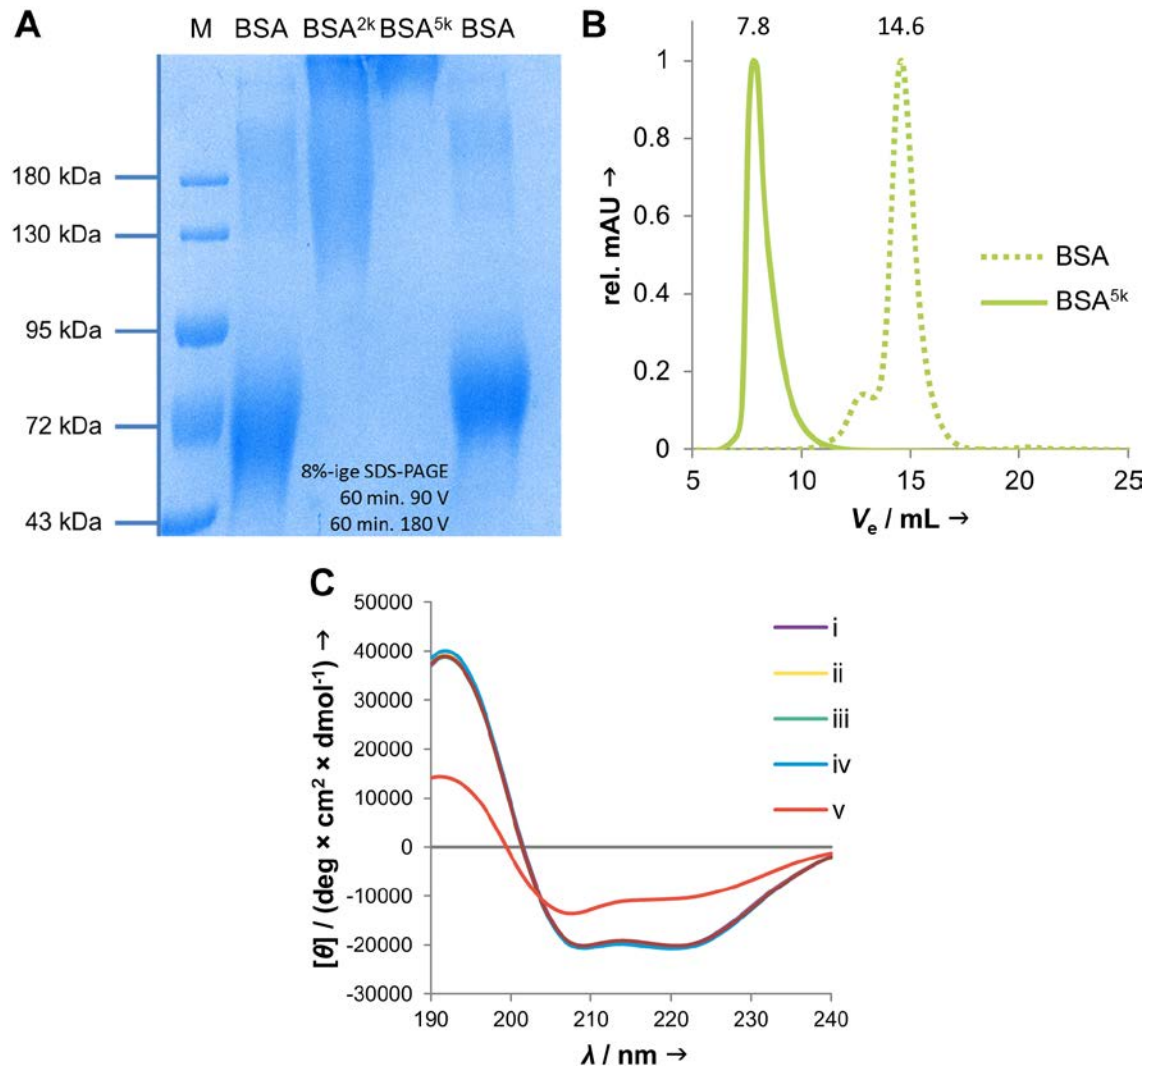 A
M BSA BSA²ᵏ BSA⁵ᵏ BSA
180 kDa
130 kDa
95 kDa
72 kDa
43 kDa
8%-ige SDS-PAGE
60 min. 90 V
60 min. 180 V
B
7.8 14.6
1
0.8
0.6
0.4
0.2
0
rel. mAU →
5 10 15 20 25
Vₑ / mL →
BSA
BSA⁵ᵏ
C
50000
40000
30000
20000
10000
0
-10000
-20000
-30000
[θ] / (deg × cm² × dmol⁻¹) →
190 200 210 220 230 240
λ / nm →
i
ii
iii
iv
v